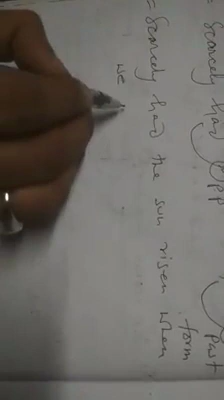 = Scarcely had opp past
form
= Scarcely had the sun risen when
we